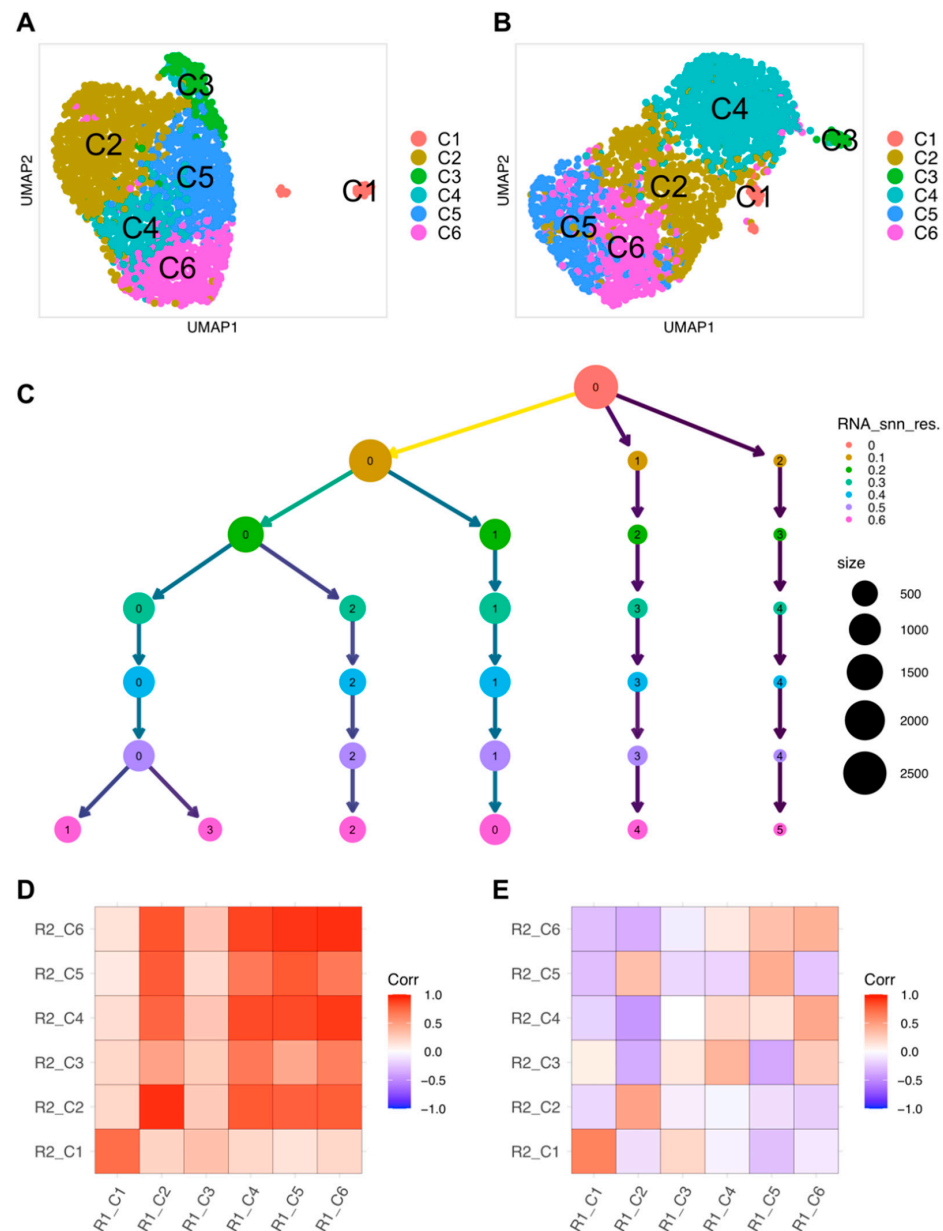 A
C3
C2
C5
C1
C4
C6
UMAP2
UMAP1
C1
C2
C3
C4
C5
C6
B
C4
C3
C2
C1
C5
C6
UMAP2
UMAP1
C1
C2
C3
C4
C5
C6
C
0
0 1 2
0 1 2 3
0 2 1 3 4
0 2 1 3 4
0 2 1 3 4
1 3 2 0 4 5
RNA_snn_res.
0
0.1
0.2
0.3
0.4
0.5
0.6
size
500
1000
1500
2000
2500
D
R2_C6
R2_C5
R2_C4
R2_C3
R2_C2
R2_C1
R1_C1 R1_C2 R1_C3 R1_C4 R1_C5 R1_C6
Corr
1.0
0.5
0.0
−0.5
−1.0
E
R2_C6
R2_C5
R2_C4
R2_C3
R2_C2
R2_C1
R1_C1 R1_C2 R1_C3 R1_C4 R1_C5 R1_C6
Corr
1.0
0.5
0.0
−0.5
−1.0